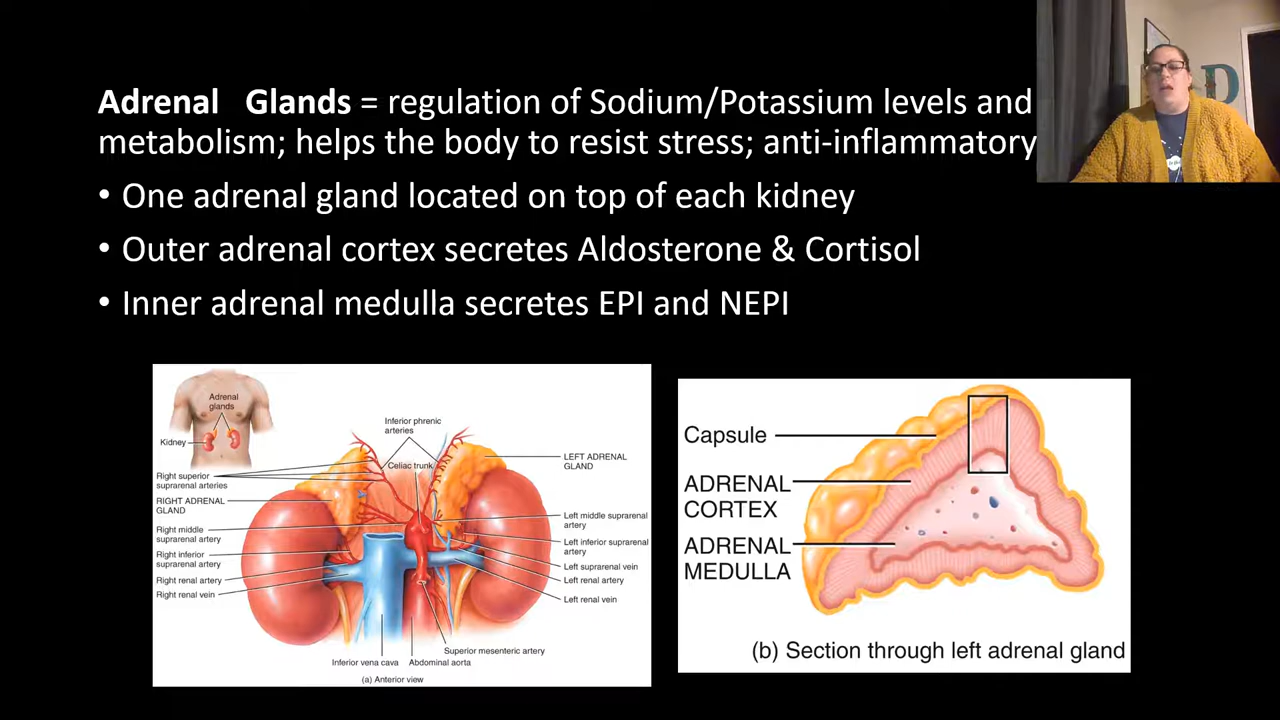 Adrenal Glands = regulation of Sodium/Potassium levels and
metabolism; helps the body to resist stress; anti-inflammatory
• One adrenal gland located on top of each kidney
• Outer adrenal cortex secretes Aldosterone & Cortisol
• Inner adrenal medulla secretes EPI and NEPI
Adrenal
glands
Kidney
Right superior
suprarenal arteries
RIGHT ADRENAL
GLAND
Right middle
suprarenal artery
Right inferior
suprarenal artery
Right renal artery
Right renal vein
Inferior phrenic
arteries
Celiac trunk
LEFT ADRENAL
GLAND
Left middle suprarenal
artery
Left inferior suprarenal
artery
Left suprarenal vein
Left renal artery
Left renal vein
Superior mesenteric artery
Inferior vena cava
Abdominal aorta
(a) Anterior view
Capsule
ADRENAL
CORTEX
ADRENAL
MEDULLA
(b) Section through left adrenal gland
D